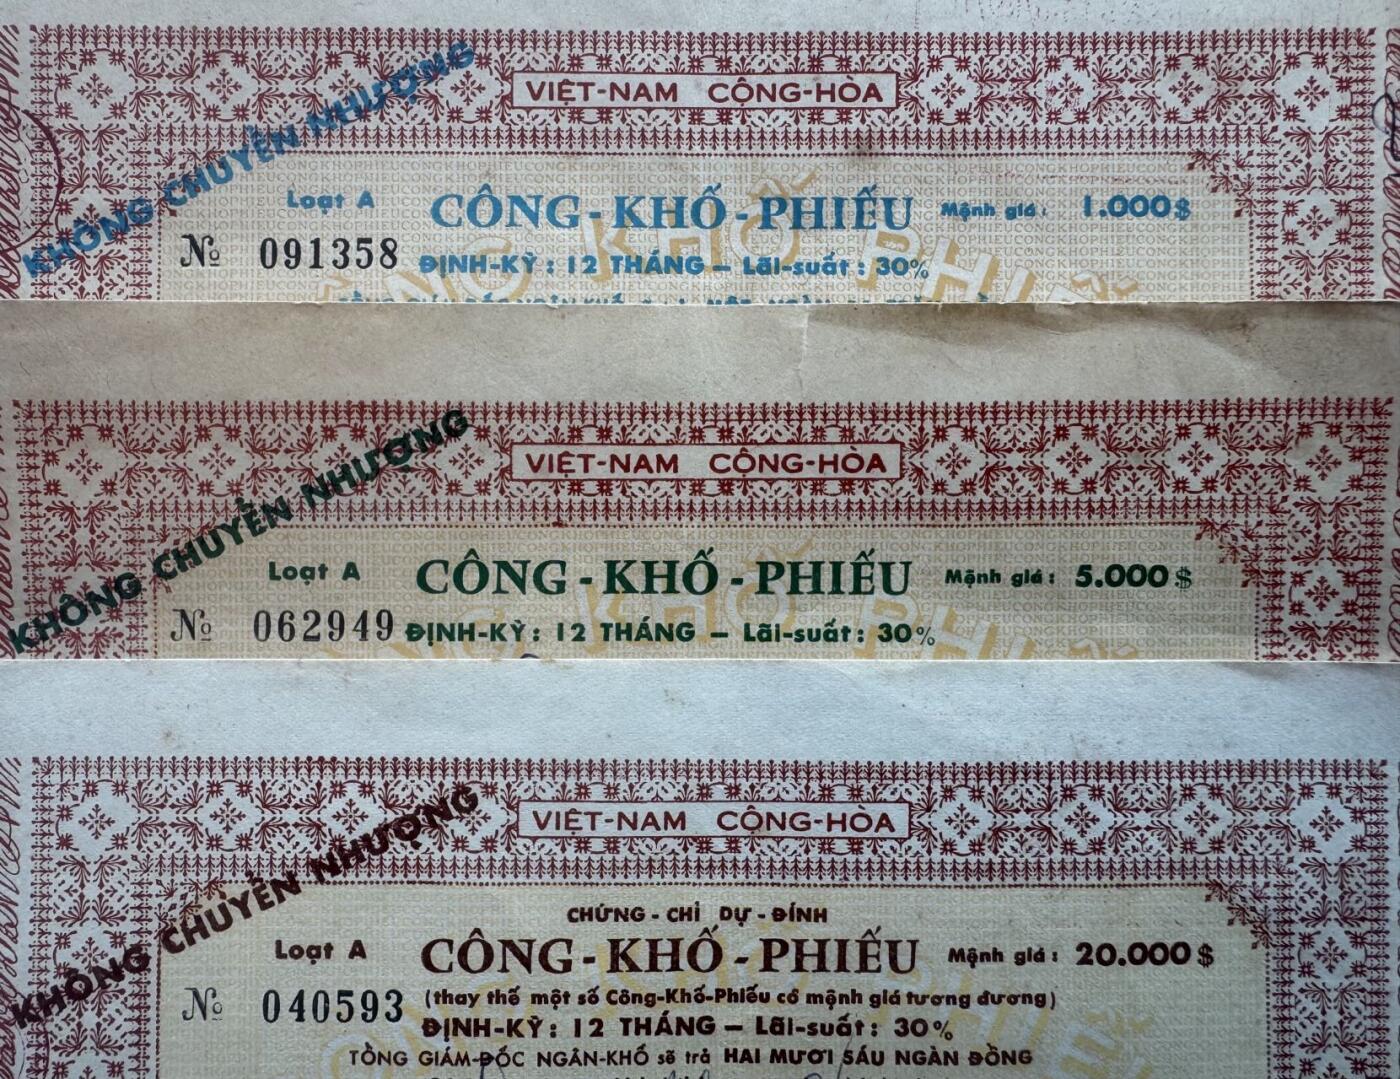 VIỆT-NAM CỘNG-HÒA
KHÔNG CHUYỂN NHƯỢNG
Loạt A
CÔNG-KHỐ-PHIẾU
Mệnh giá: 1.000$
№ 091358
ĐỊNH-KỲ: 12 THÁNG — Lãi-suất: 30%
VIỆT-NAM CỘNG-HÒA
KHÔNG CHUYỂN NHƯỢNG
Loạt A
CÔNG-KHỐ-PHIẾU
Mệnh giá: 5.000$
№ 062949
ĐỊNH-KỲ: 12 THÁNG — Lãi-suất: 30%
VIỆT-NAM CỘNG-HÒA
KHÔNG CHUYỂN NHƯỢNG
CHỨNG-CHỈ DỰ-ĐÍNH
Loạt A
CÔNG-KHỐ-PHIẾU
Mệnh giá: 20.000$
№ 040593
(thay thế một số Công-Khố-Phiếu có mệnh giá tương đương)
ĐỊNH-KỲ: 12 THÁNG — Lãi-suất: 30%
TỔNG GIÁM-ĐỐC NGÂN-KHỐ sẽ trả HAI MƯƠI SÁU NGÀN ĐỒNG